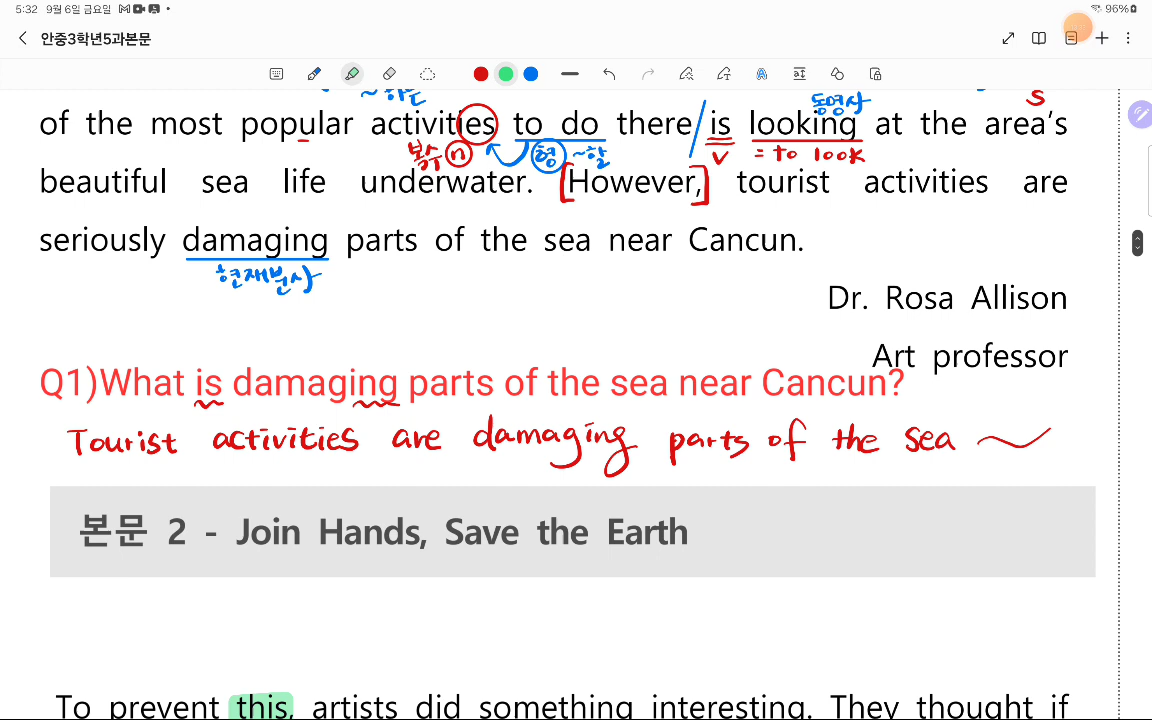 5:32 9월 6일 금요일 96%
안중3학년5과본문
~하는 동명사 s
of the most popular activities to do there is looking at the area's
복수 n 형 ~할 v = to look
beautiful sea life underwater. [However,] tourist activities are
seriously damaging parts of the sea near Cancun.
현재분사
Dr. Rosa Allison
Art professor
Q1)What is damaging parts of the sea near Cancun?
Tourist activities are damaging parts of the sea ~
본문 2 - Join Hands, Save the Earth
To prevent this, artists did something interesting. They thought if